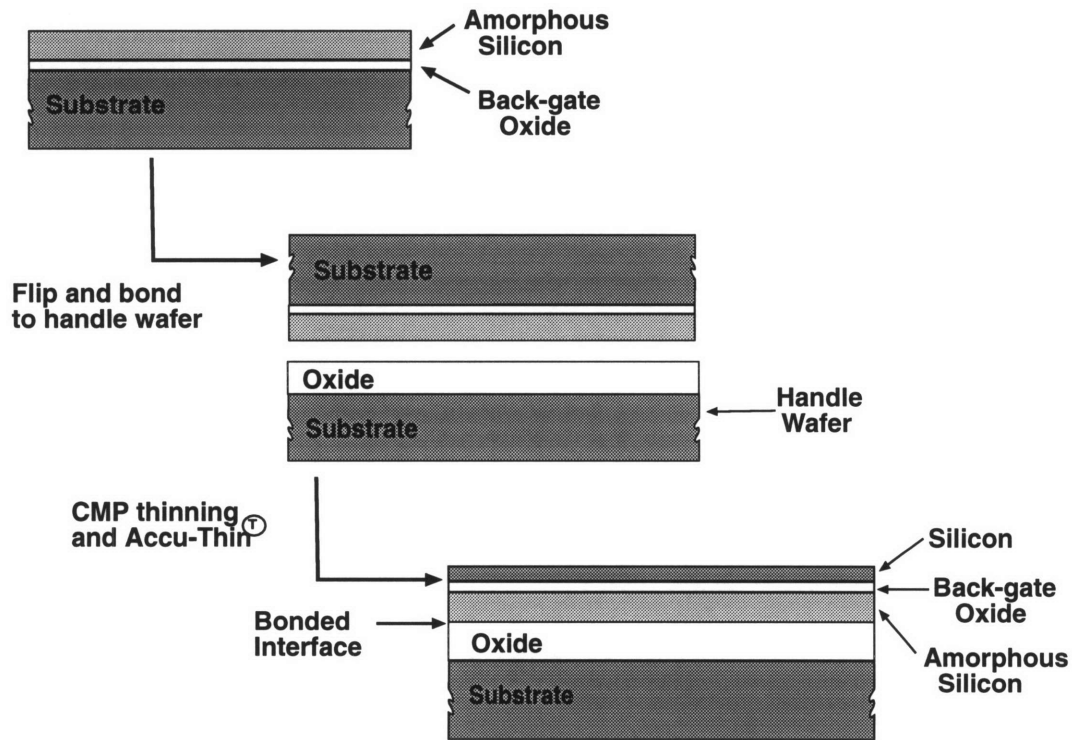 Amorphous
Silicon
Substrate
Back-gate
Oxide
Substrate
Flip and bond
to handle wafer
Oxide
Handle
Wafer
Substrate
CMP thinning
and Accu-Thin Ⓣ
Silicon
Back-gate
Oxide
Bonded
Interface
Oxide
Amorphous
Silicon
Substrate